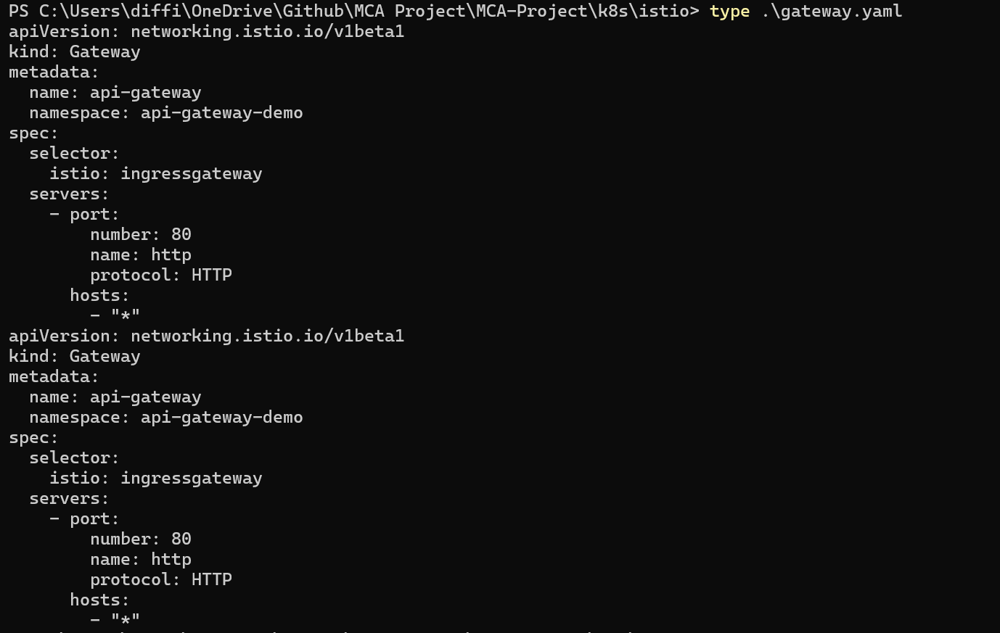 PS C:\Users\diffi\OneDrive\Github\MCA Project\MCA-Project\k8s\istio> type .\gateway.yaml
apiVersion: networking.istio.io/v1beta1
kind: Gateway
metadata:
  name: api-gateway
  namespace: api-gateway-demo
spec:
  selector:
    istio: ingressgateway
  servers:
    - port:
        number: 80
        name: http
        protocol: HTTP
      hosts:
        - "*"
apiVersion: networking.istio.io/v1beta1
kind: Gateway
metadata:
  name: api-gateway
  namespace: api-gateway-demo
spec:
  selector:
    istio: ingressgateway
  servers:
    - port:
        number: 80
        name: http
        protocol: HTTP
      hosts:
        - "*"